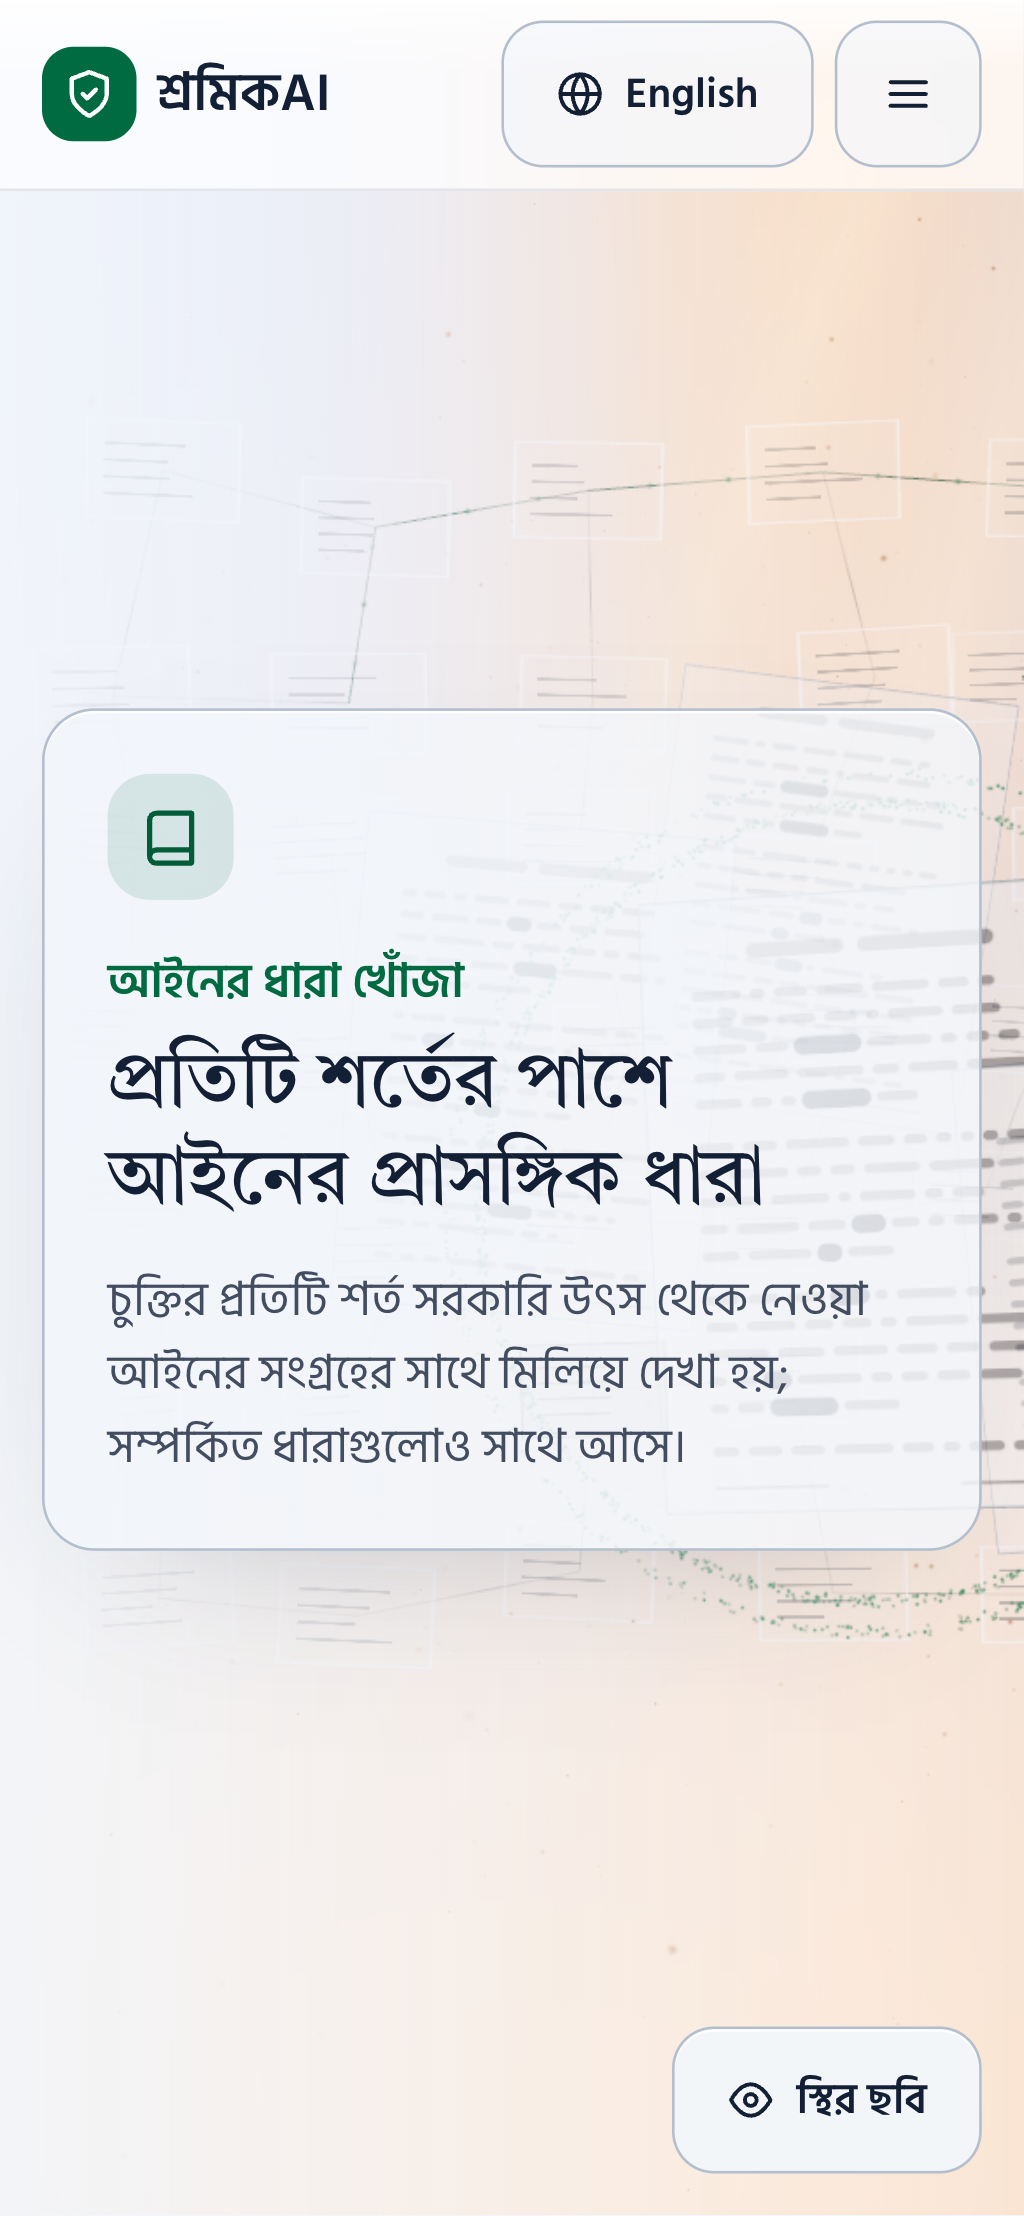 শ্রমিকAI
English
আইনের ধারা খোঁজা
প্রতিটি শর্তের পাশে
আইনের প্রাসঙ্গিক ধারা
চুক্তির প্রতিটি শর্ত সরকারি উৎস থেকে নেওয়া
আইনের সংগ্রহের সাথে মিলিয়ে দেখা হয়;
সম্পর্কিত ধারাগুলোও সাথে আসে।
স্থির ছবি